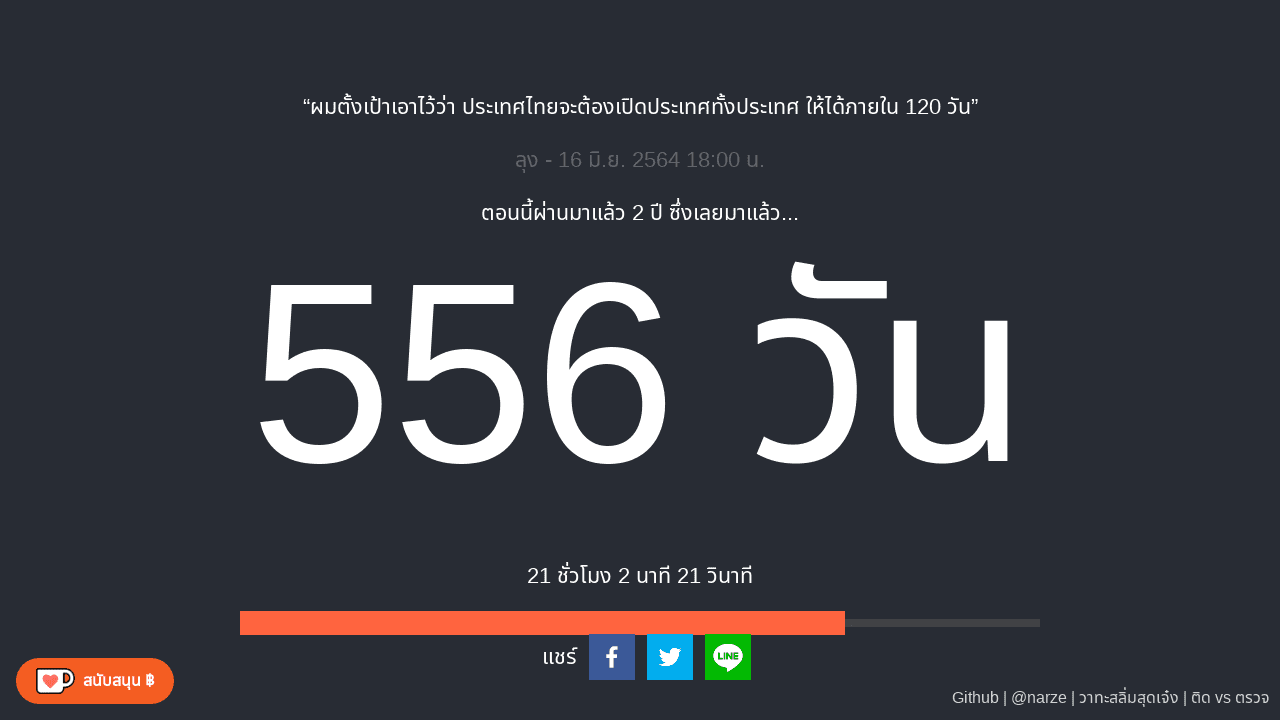 “ผมตั้งเป้าเอาไว้ว่า ประเทศไทยจะต้องเปิดประเทศทั้งประเทศ ให้ได้ภายใน 120 วัน”
ลุง - 16 มิ.ย. 2564 18:00 น.
ตอนนี้ผ่านมาแล้ว 2 ปี ซึ่งเลยมาแล้ว...
556 วัน
21 ชั่วโมง 2 นาที 21 วินาที
แชร์ LINE
สนับสนุน ฿
Github | @narze | วาทะสลิ่มสุดเจ๋ง | ติด vs ตรวจ